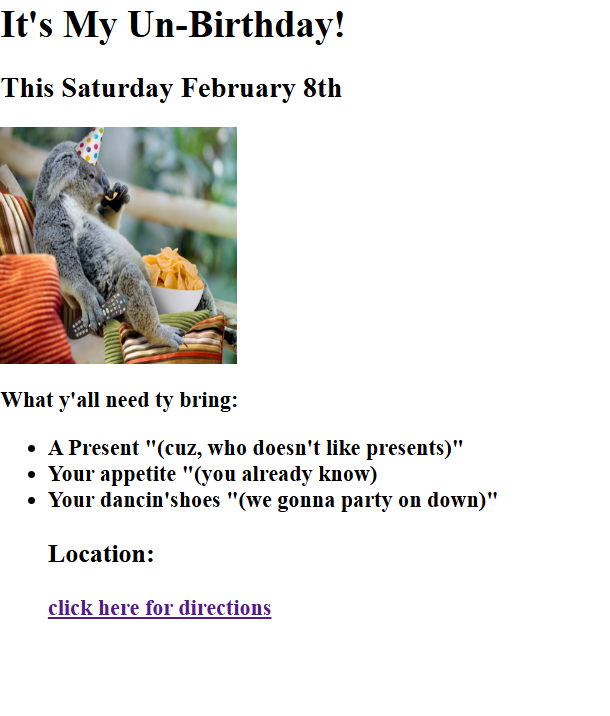 It's My Un-Birthday!
This Saturday February 8th
What y'all need ty bring:
A Present "(cuz, who doesn't like presents)"
Your appetite "(you already know)
Your dancin'shoes "(we gonna party on down)"
Location:
click here for directions